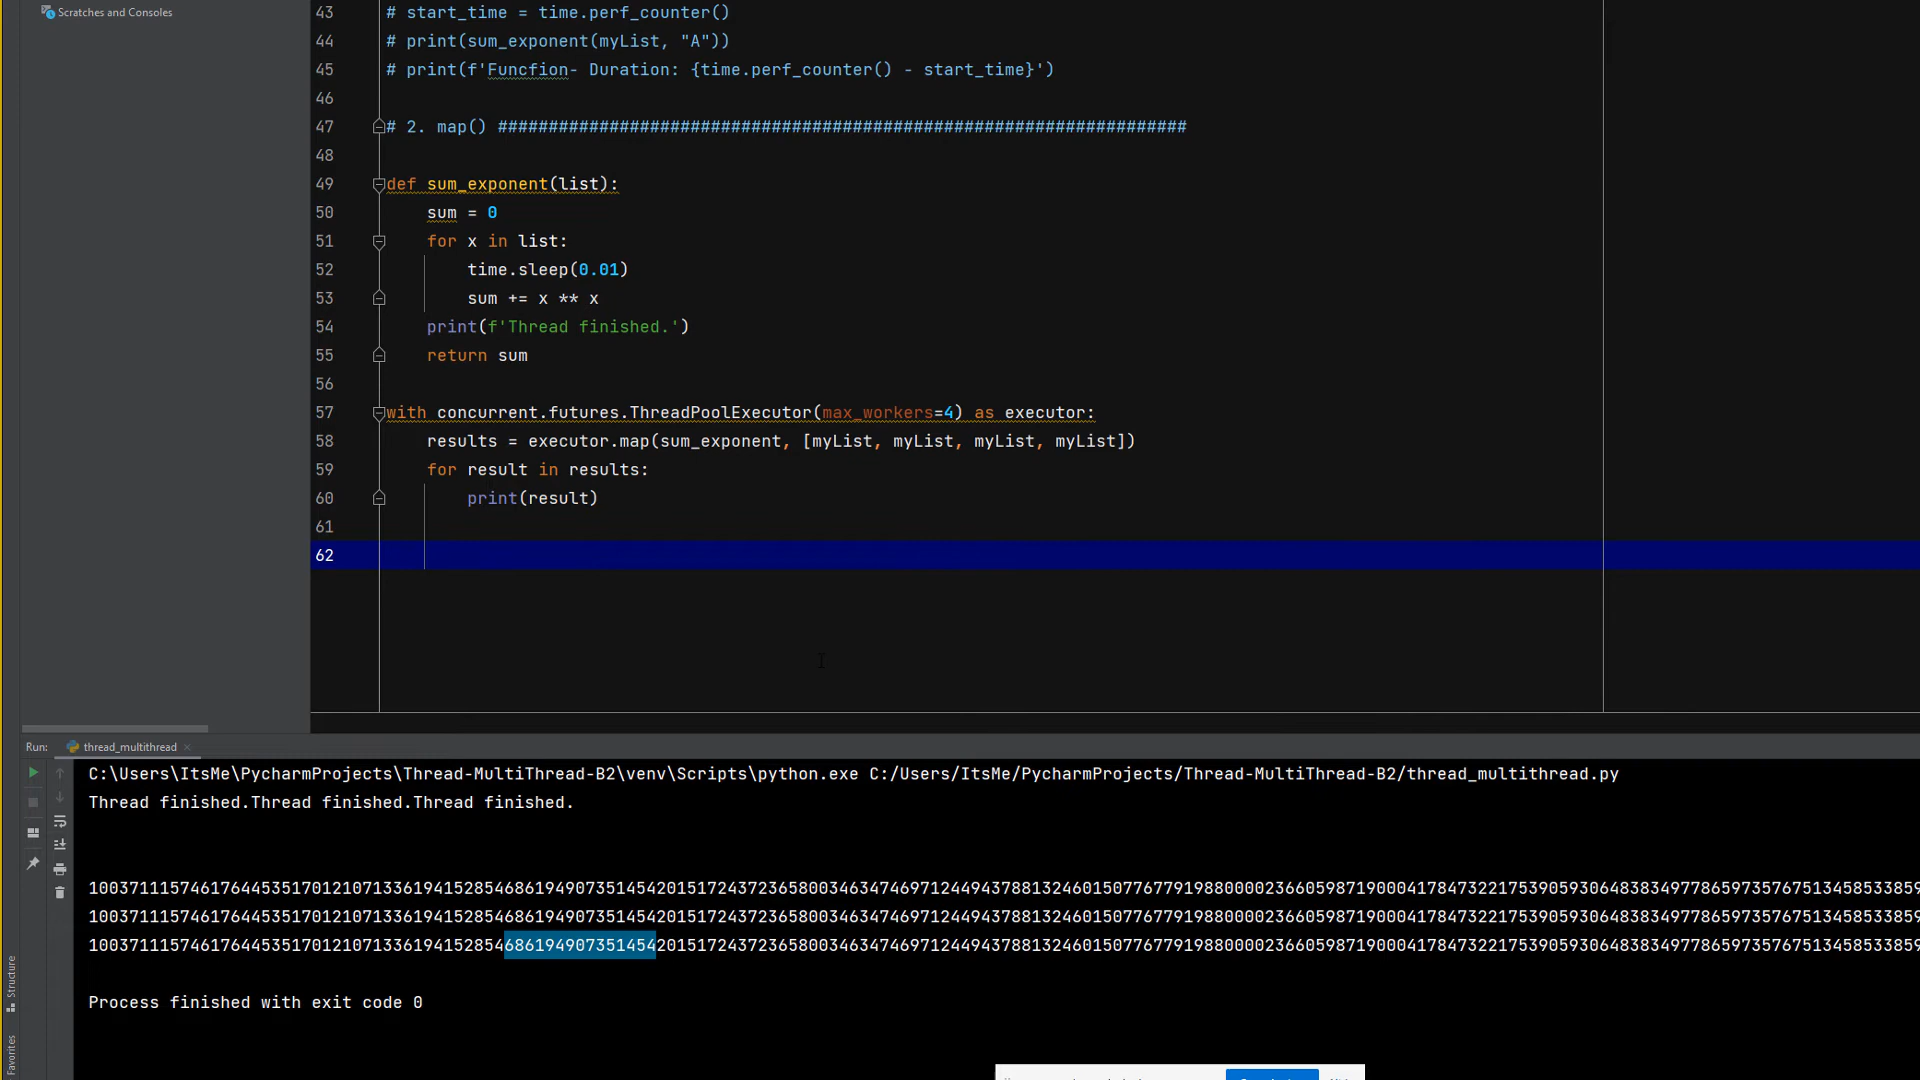 Scratches and Consoles
43 # start_time = time.perf_counter()
44 # print(sum_exponent(myList, "A"))
45 # print(f'Funcfion- Duration: {time.perf_counter() - start_time}')
46
47 # 2. map() ####################################################################
48
49 def sum_exponent(list):
50 sum = 0
51 for x in list:
52 time.sleep(0.01)
53 sum += x ** x
54 print(f'Thread finished.')
55 return sum
56
57 with concurrent.futures.ThreadPoolExecutor(max_workers=4) as executor:
58 results = executor.map(sum_exponent, [myList, myList, myList, myList])
59 for result in results:
60 print(result)
61
62
Run: thread_multithread
C:\Users\ItsMe\PycharmProjects\Thread-MultiThread-B2\venv\Scripts\python.exe C:/Users/ItsMe/PycharmProjects/Thread-MultiThread-B2/thread_multithread.py
Thread finished.Thread finished.Thread finished.
1003711157461764453517012107133619415285468619490735145420151724372365800346347469712449437881324601507767791988000023660598719000417847322175390593064838349778659735767513458533859
1003711157461764453517012107133619415285468619490735145420151724372365800346347469712449437881324601507767791988000023660598719000417847322175390593064838349778659735767513458533859
1003711157461764453517012107133619415285468619490735145420151724372365800346347469712449437881324601507767791988000023660598719000417847322175390593064838349778659735767513458533859
Process finished with exit code 0
Structure
Favorites